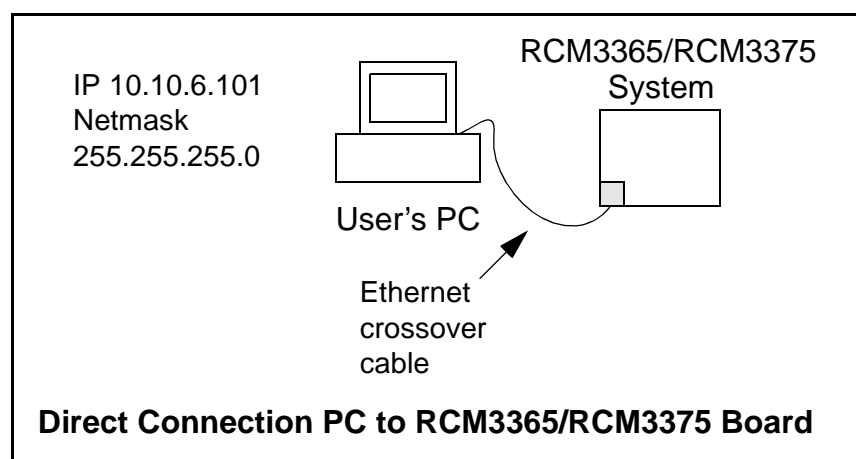 IP 10.10.6.101
Netmask
255.255.255.0
User's PC
RCM3365/RCM3375
System
Ethernet
crossover
cable
Direct Connection PC to RCM3365/RCM3375 Board